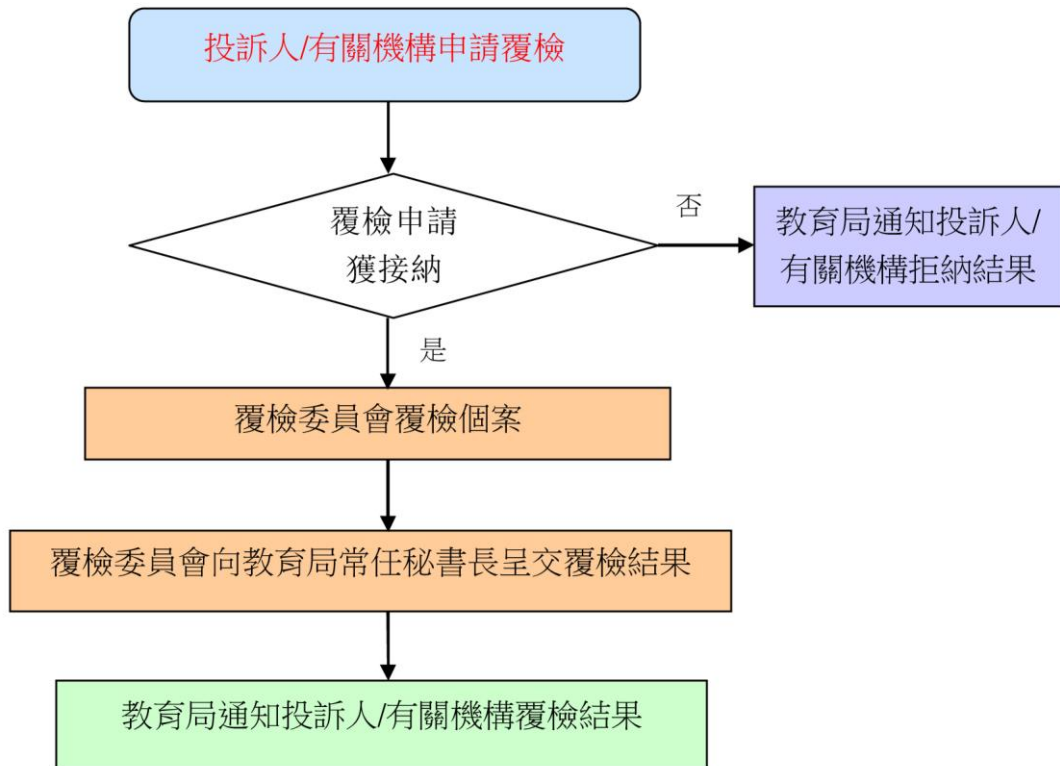 投訴人/有關機構申請覆檢
覆檢申請
獲接納
否
教育局通知投訴人/
有關機構拒納結果
是
覆檢委員會覆檢個案
覆檢委員會向教育局常任秘書長呈交覆檢結果
教育局通知投訴人/有關機構覆檢結果